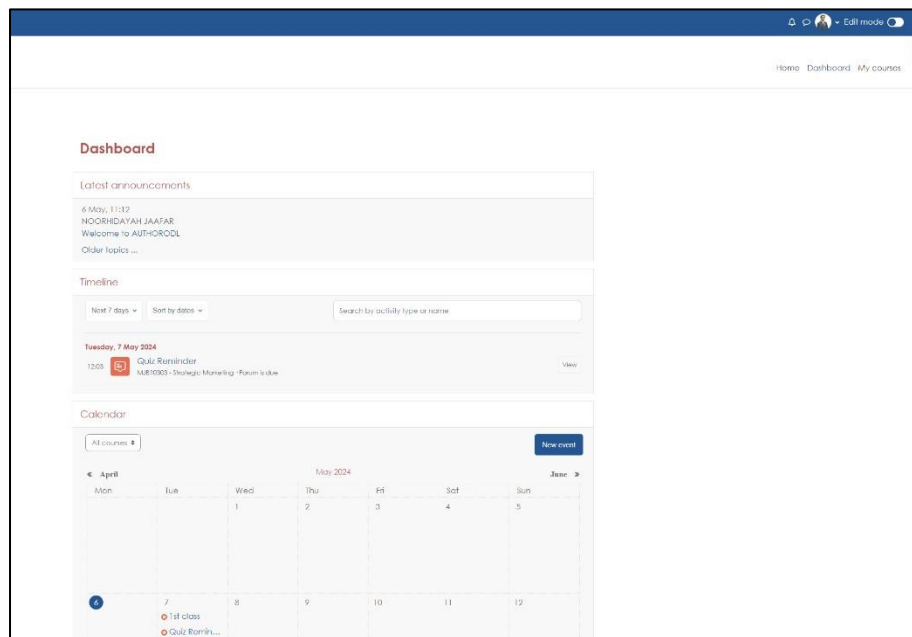 Edit mode
Home Dashboard My courses
Dashboard
Latest announcements
6 May, 11:12
NOORHIDAYAH JAAFAR
Welcome to AUTHORODL
Older topics ...
Timeline
Next 7 days Sort by dates Search by activity type or name
Tuesday, 7 May 2024
12:05 Quiz Reminder View
MJB10303 - Strategic Marketing · Forum is due
Calendar
All courses New event
« April May 2024 June »
Mon Tue Wed Thu Fri Sat Sun
1 2 3 4 5
6 7 8 9 10 11 12
1st class
Quiz Remin...